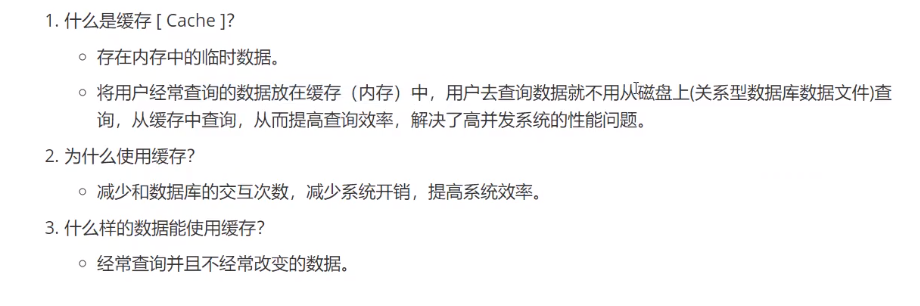 1. 什么是缓存 [ Cache ]？
存在内存中的临时数据。
将用户经常查询的数据放在缓存（内存）中，用户去查询数据就不用从磁盘上(关系型数据库数据文件)查
询，从缓存中查询，从而提高查询效率，解决了高并发系统的性能问题。
2. 为什么使用缓存？
减少和数据库的交互次数，减少系统开销，提高系统效率。
3. 什么样的数据能使用缓存？
经常查询并且不经常改变的数据。